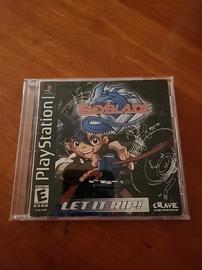 PlayStation
BEYBLADE
LET IT RIP!
E
CRAVE